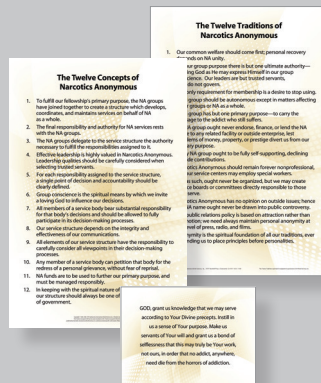 The Twelve Traditions of
Narcotics Anonymous
1. Our common welfare should come first; personal recovery
depends on NA unity.
ur group purpose there is but one ultimate authority—
ing God as He may express Himself in our group
cience. Our leaders are but trusted servants,
do not govern.
only requirement for membership is a desire to stop using.
group should be autonomous except in matters affecting
groups or NA as a whole.
group has but one primary purpose—to carry the
age to the addict who still suffers.
A group ought never endorse, finance, or lend the NA
to any related facility or outside enterprise, lest
lems of money, property, or prestige divert us from our
ary purpose.
NA group ought to be fully self-supporting, declining
de contributions.
otics Anonymous should remain forever nonprofessional,
our service centers may employ special workers.
s such, ought never be organized, but we may create
e boards or committees directly responsible to those
serve.
otics Anonymous has no opinion on outside issues; hence
A name ought never be drawn into public controversy.
public relations policy is based on attraction rather than
otion; we need always maintain personal anonymity at
vel of press, radio, and films.
ymity is the spiritual foundation of all our traditions, ever
nding us to place principles before personalities.
The Twelve Concepts of
Narcotics Anonymous
1. To fulfill our fellowship's primary purpose, the NA groups
have joined together to create a structure which develops,
coordinates, and maintains services on behalf of NA
as a whole.
2. The final responsibility and authority for NA services rests
with the NA groups.
3. The NA groups delegate to the service structure the authority
necessary to fulfill the responsibilities assigned to it.
4. Effective leadership is highly valued in Narcotics Anonymous.
Leadership qualities should be carefully considered when
selecting trusted servants.
5. For each responsibility assigned to the service structure,
a single point of decision and accountability should be
clearly defined.
6. Group conscience is the spiritual means by which we invite
a loving God to influence our decisions.
7. All members of a service body bear substantial responsibility
for that body's decisions and should be allowed to fully
participate in its decision-making processes.
8. Our service structure depends on the integrity and
effectiveness of our communications.
9. All elements of our service structure have the responsibility to
carefully consider all viewpoints in their decision-making
processes.
10. Any member of a service body can petition that body for the
redress of a personal grievance, without fear of reprisal.
11. NA funds are to be used to further our primary purpose, and
must be managed responsibly.
12. In keeping with the spiritual nature of
our structure should always be one of
of government.
GOD, grant us knowledge that we may serve
according to Your Divine precepts. Instill in
us a sense of Your purpose. Make us
servants of Your will and grant us a bond of
selflessness that this may truly be Your work,
not ours, in order that no addict, anywhere,
need die from the horrors of addiction.